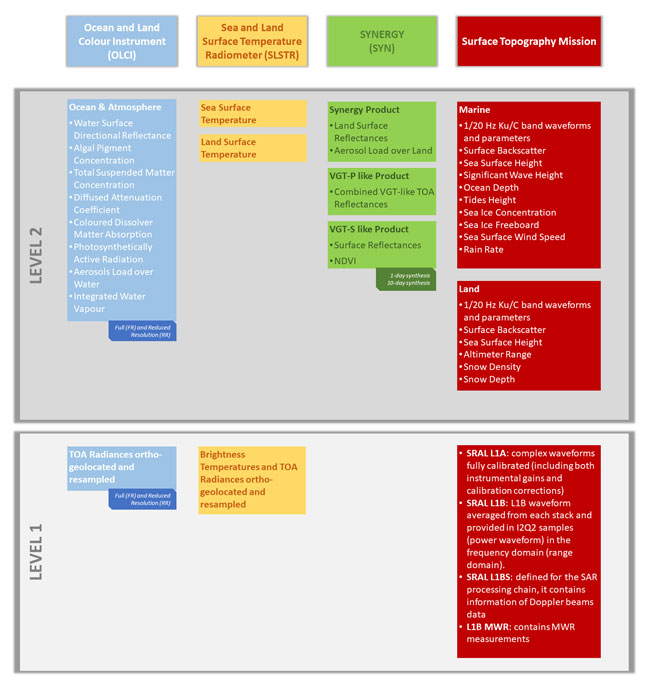 Ocean and Land
Colour Instrument
(OLCI)
Sea and Land
Surface Temperature
Radiometer (SLSTR)
SYNERGY
(SYN)
Surface Topography Mission
LEVEL 2
Ocean & Atmosphere
• Water Surface
Directional Reflectance
• Algal Pigment
Concentration
• Total Suspended Matter
Concentration
• Diffused Attenuation
Coefficient
• Coloured Dissolver
Matter Absorption
• Photosynthetically
Active Radiation
• Aerosols Load over
Water
• Integrated Water
Vapour
Full (FR) and Reduced
Resolution (RR)
Sea Surface
Temperature
Land Surface
Temperature
Synergy Product
• Land Surface
Reflectances
• Aerosol Load over Land
VGT-P like Product
• Combined VGT-like TOA
Reflectances
VGT-S like Product
• Surface Reflectances
• NDVI
1-day synthesis
10-day synthesis
Marine
• 1/20 Hz Ku/C band waveforms
and parameters
• Surface Backscatter
• Sea Surface Height
• Significant Wave Height
• Ocean Depth
• Tides Height
• Sea Ice Concentration
• Sea Ice Freeboard
• Sea Surface Wind Speed
• Rain Rate
Land
• 1/20 Hz Ku/C band waveforms
and parameters
• Surface Backscatter
• Sea Surface Height
• Altimeter Range
• Snow Density
• Snow Depth
LEVEL 1
TOA Radiances ortho-
geolocated and
resampled
Full (FR) and Reduced
Resolution (RR)
Brightness
Temperatures and TOA
Radiances ortho-
geolocated and
resampled
• SRAL L1A: complex waveforms
fully calibrated (including both
instrumental gains and
calibration corrections)
• SRAL L1B: L1B waveform
averaged from each stack and
provided in I2Q2 samples
(power waveform) in the
frequency domain (range
domain).
• SRAL L1BS: defined for the SAR
processing chain, it contains
information of Doppler beams
data
• L1B MWR: contains MWR
measurements